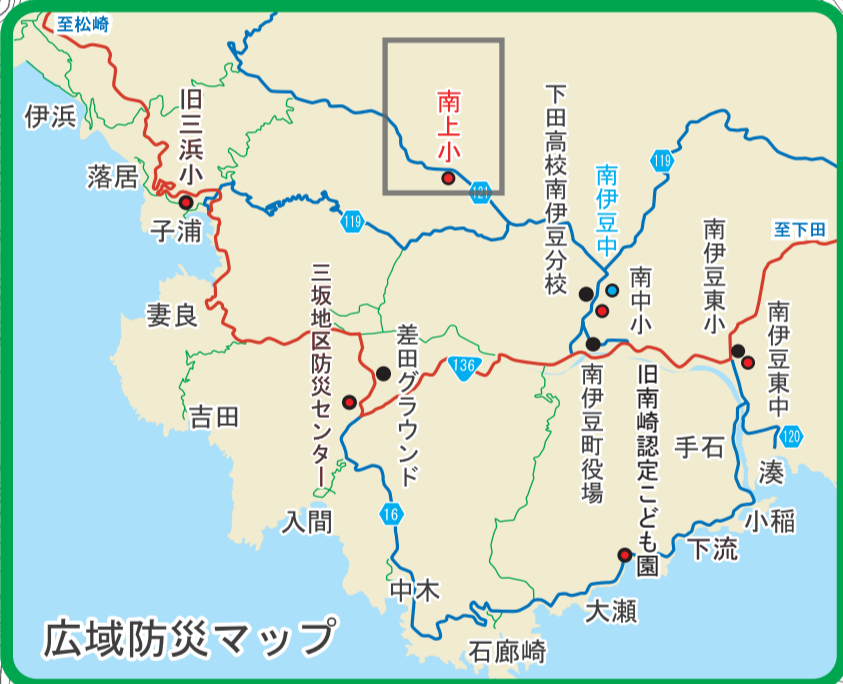 至松崎
伊浜
旧三浜小
落居
子浦
119
南上小
121
下田高校南伊豆分校
南伊豆中
119
南伊豆東小
至下田
妻良
三坂地区防災センター
差田グラウンド
136
南中小
南伊豆東中
吉田
南伊豆町役場
旧南崎認定こども園
手石
120
湊
入間
16
小稲
下流
中木
大瀬
石廊崎
広域防災マップ